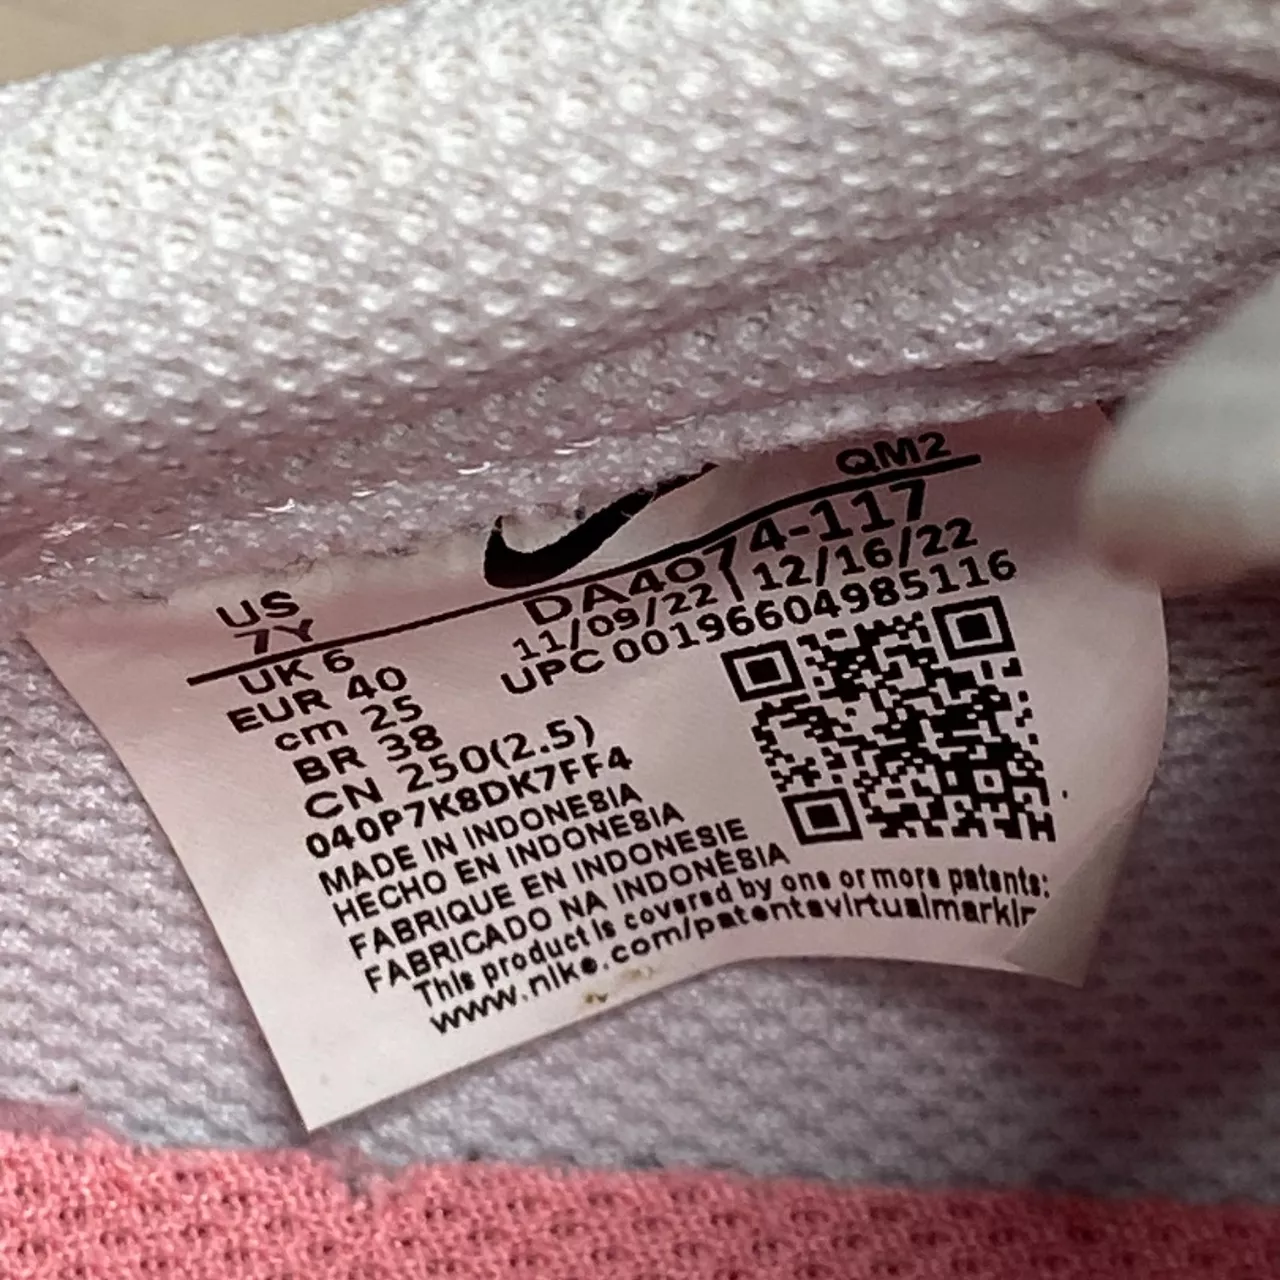 QM2
US
7Y
DA4074-117
11/09/22 | 12/16/22
UPC 00196604985116
UK 6
EUR 40
cm 25
BR 38
CN 250(2.5)
040P7K8DK7FF4
MADE IN INDONESIA
HECHO EN INDONESIA
FABRIQUE EN INDONESIE
FABRICADO NA INDONÈSIA
This product is covered by one or more patents:
www.nike.com/patentsvirtualmarkin